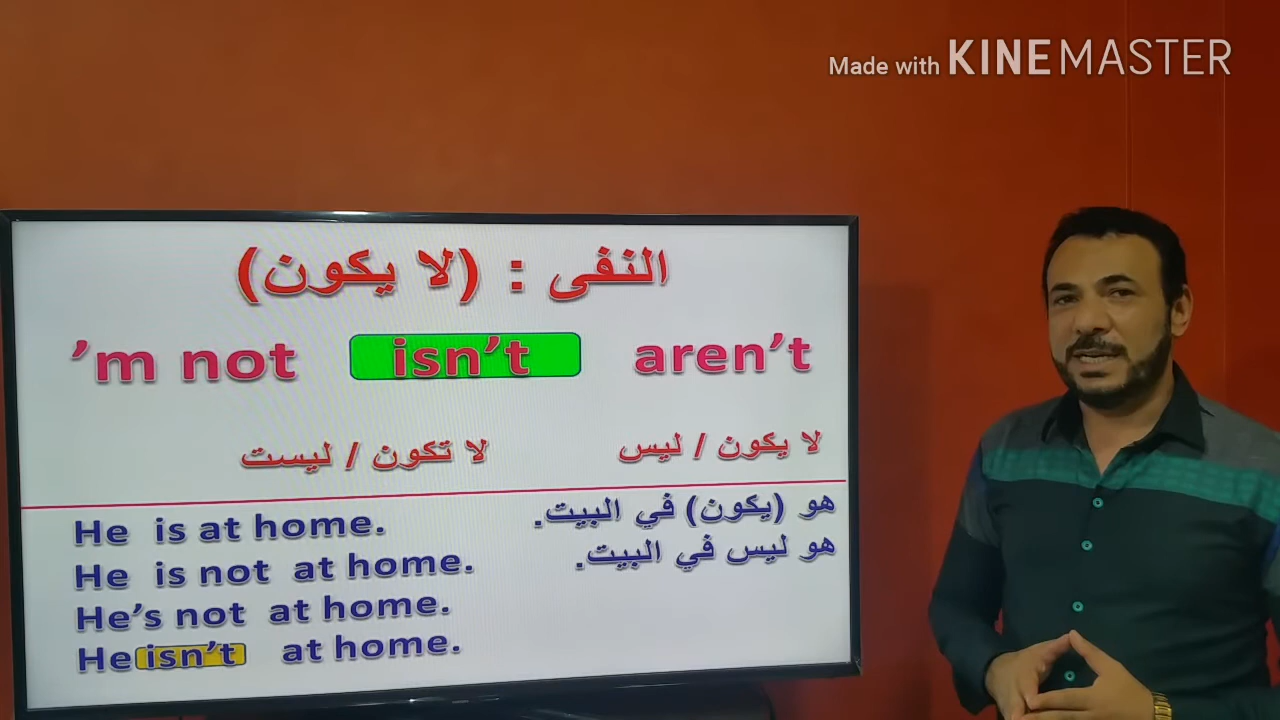 Made with KINEMASTER
النفى : (لا يكون)
’m not isn’t aren’t
لا يكون / ليس لا تكون / ليست
He is at home. هو (يكون) في البيت.
He is not at home. هو ليس في البيت.
He’s not at home.
He isn’t at home.